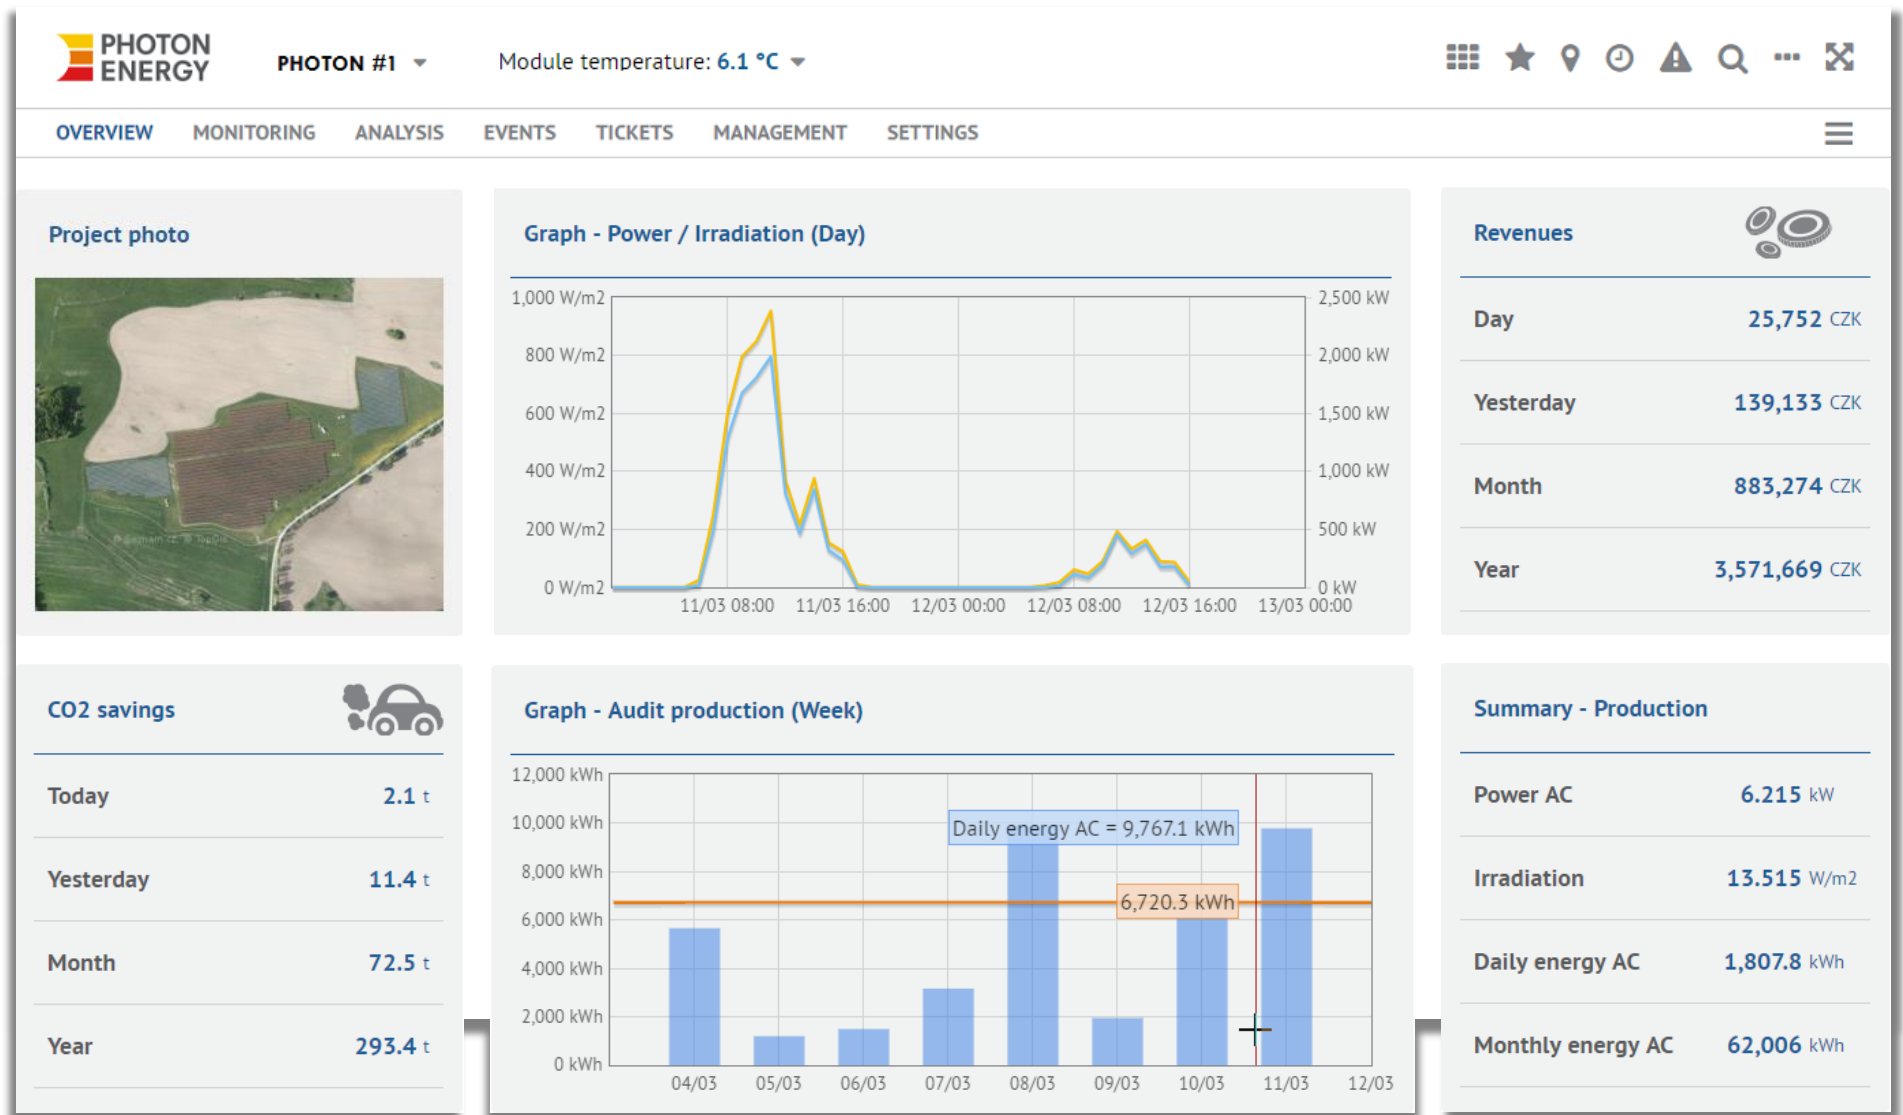 PHOTON
ENERGY
PHOTON #1
Module temperature: 6.1 °C
OVERVIEW MONITORING ANALYSIS EVENTS TICKETS MANAGEMENT SETTINGS
Project photo
© Seznam.cz, © TopGis
Graph - Power / Irradiation (Day)
1,000 W/m2 2,500 kW
800 W/m2 2,000 kW
600 W/m2 1,500 kW
400 W/m2 1,000 kW
200 W/m2 500 kW
0 W/m2 0 kW
11/03 08:00 11/03 16:00 12/03 00:00 12/03 08:00 12/03 16:00 13/03 00:00
Revenues
Day 25,752 CZK
Yesterday 139,133 CZK
Month 883,274 CZK
Year 3,571,669 CZK
CO2 savings
Today 2.1 t
Yesterday 11.4 t
Month 72.5 t
Year 293.4 t
Graph - Audit production (Week)
12,000 kWh
10,000 kWh
Daily energy AC = 9,767.1 kWh
8,000 kWh
6,720.3 kWh
6,000 kWh
4,000 kWh
2,000 kWh
0 kWh
04/03 05/03 06/03 07/03 08/03 09/03 10/03 11/03 12/03
Summary - Production
Power AC 6.215 kW
Irradiation 13.515 W/m2
Daily energy AC 1,807.8 kWh
Monthly energy AC 62,006 kWh